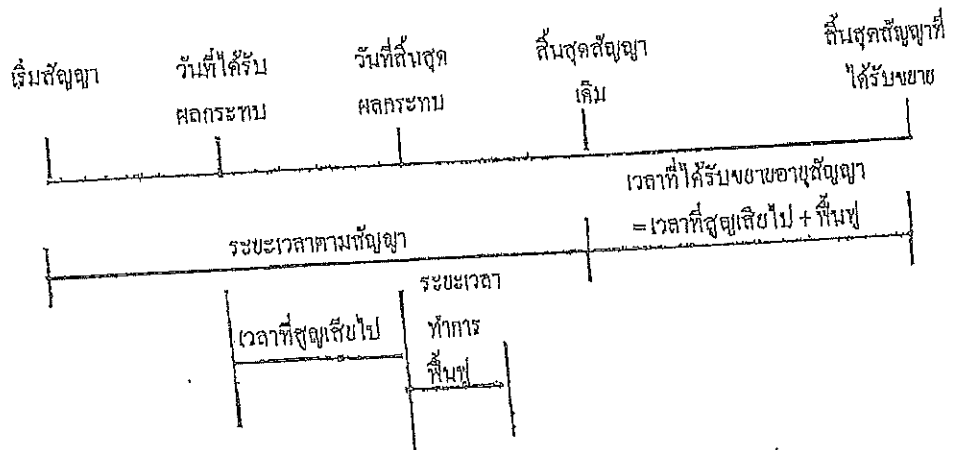 เริ่มสัญญา
วันที่ได้รับ
ผลกระทบ
วันที่สิ้นสุด
ผลกระทบ
สิ้นสุดสัญญา
เดิม
สิ้นสุดสัญญาที่
ได้รับขยาย
เวลาที่ได้รับขยายอายุสัญญา
=เวลาที่สูญเสียไป + ฟื้นฟู
ระยะเวลาตามสัญญา
ระยะเวลา
ทำการ
ฟื้นฟู
เวลาที่สูญเสียไป